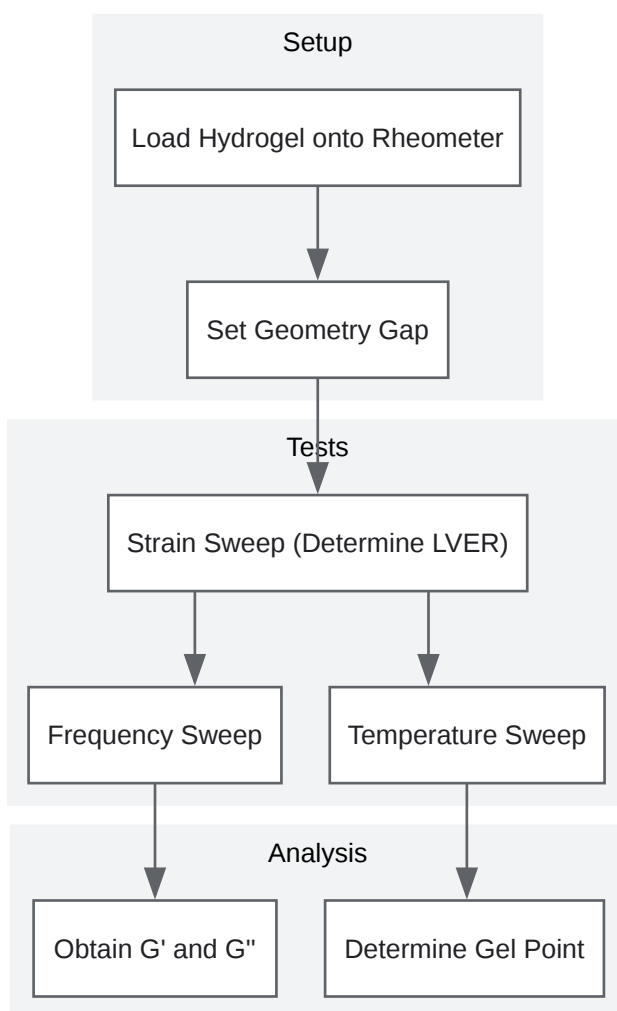 Setup
Load Hydrogel onto Rheometer
Set Geometry Gap
Tests
Strain Sweep (Determine LVER)
Frequency Sweep
Temperature Sweep
Analysis
Obtain G' and G"
Determine Gel Point